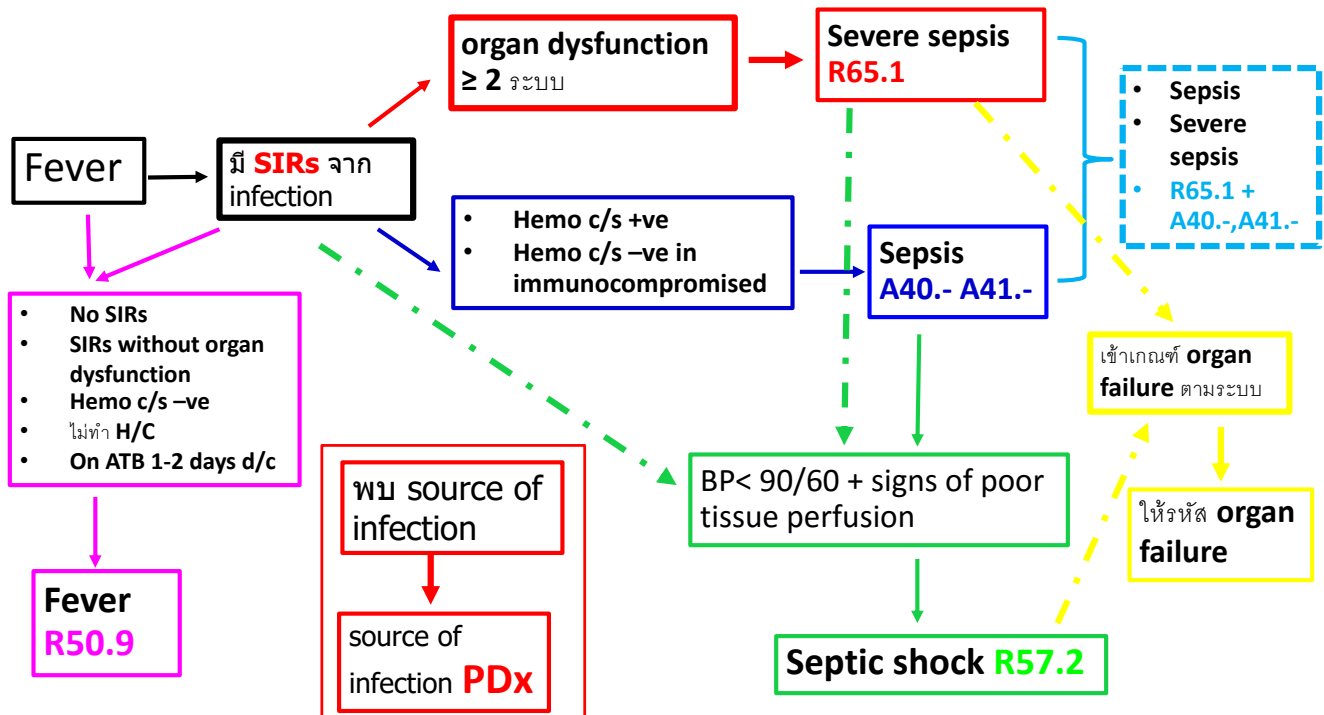 organ dysfunction
≥ 2 ระบบ
Severe sepsis
R65.1
• Sepsis
• Severe
sepsis
• R65.1 +
A40.-,A41.-
Fever
มี SIRs จาก
infection
• Hemo c/s +ve
• Hemo c/s –ve in
immunocompromised
Sepsis
A40.- A41.-
• No SIRs
• SIRs without organ
dysfunction
• Hemo c/s –ve
• ไม่ทำ H/C
• On ATB 1-2 days d/c
เข้าเกณฑ์ organ
failure ตามระบบ
พบ source of
infection
BP< 90/60 + signs of poor
tissue perfusion
ให้รหัส organ
failure
Fever
R50.9
source of
infection PDx
Septic shock R57.2